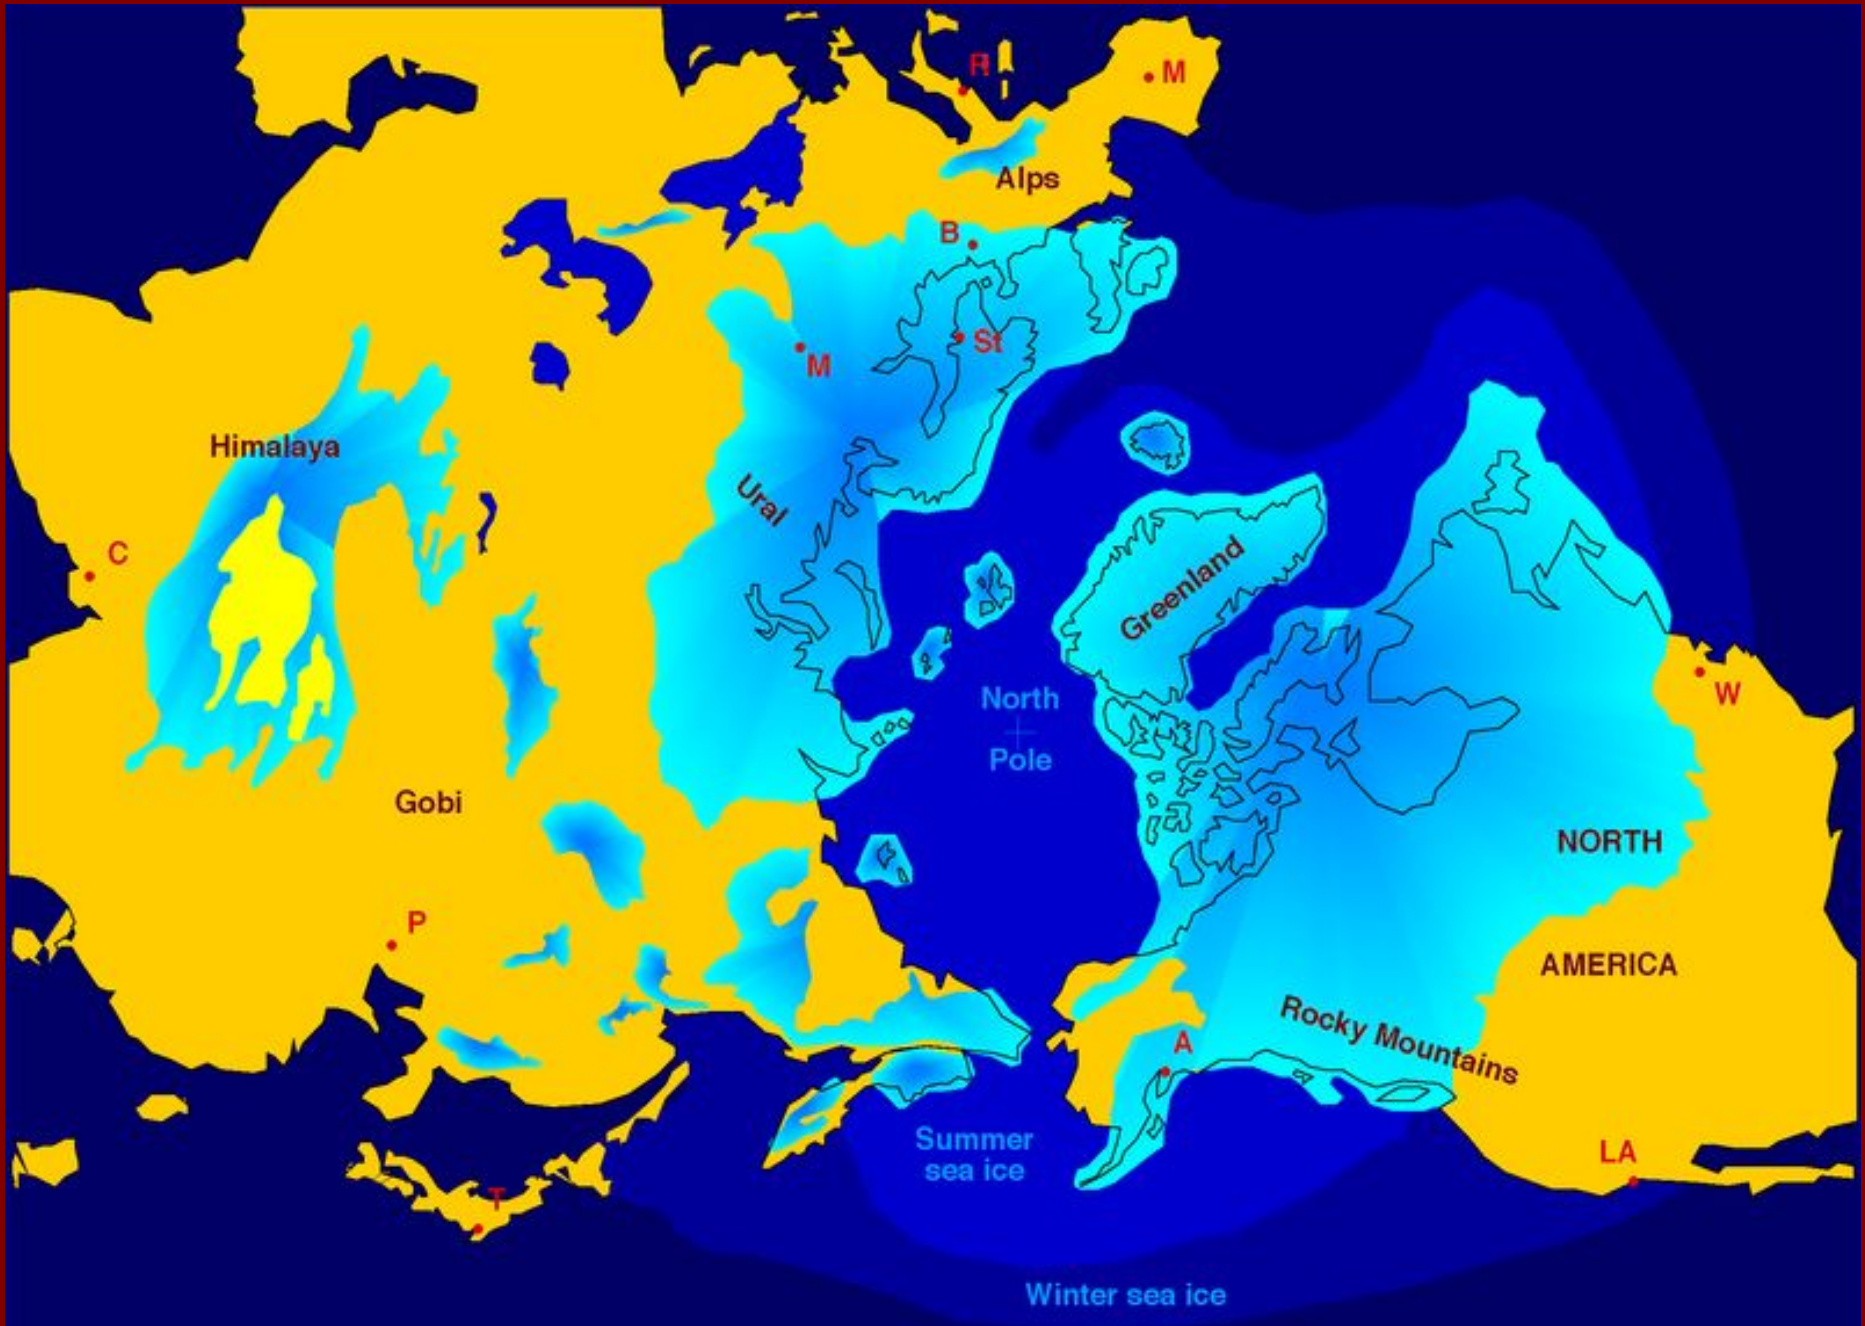 R
M
Alps
B
St
M
Himalaya
Ural
C
Greenland
North
Pole
W
Gobi
NORTH
P
AMERICA
Rocky Mountains
A
Summer
sea ice
LA
T
Winter sea ice